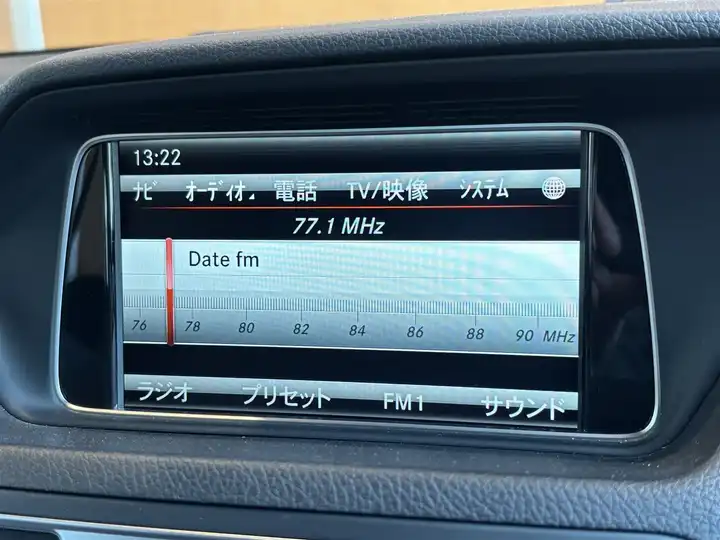 13:22
ﾅﾋﾞ ｵｰﾃﾞｨｵ 電話 TV/映像 ｼｽﾃﾑ
77.1 MHz
Date fm
76 78 80 82 84 86 88 90 MHz
ラジオ プリセット FM1 サウンド